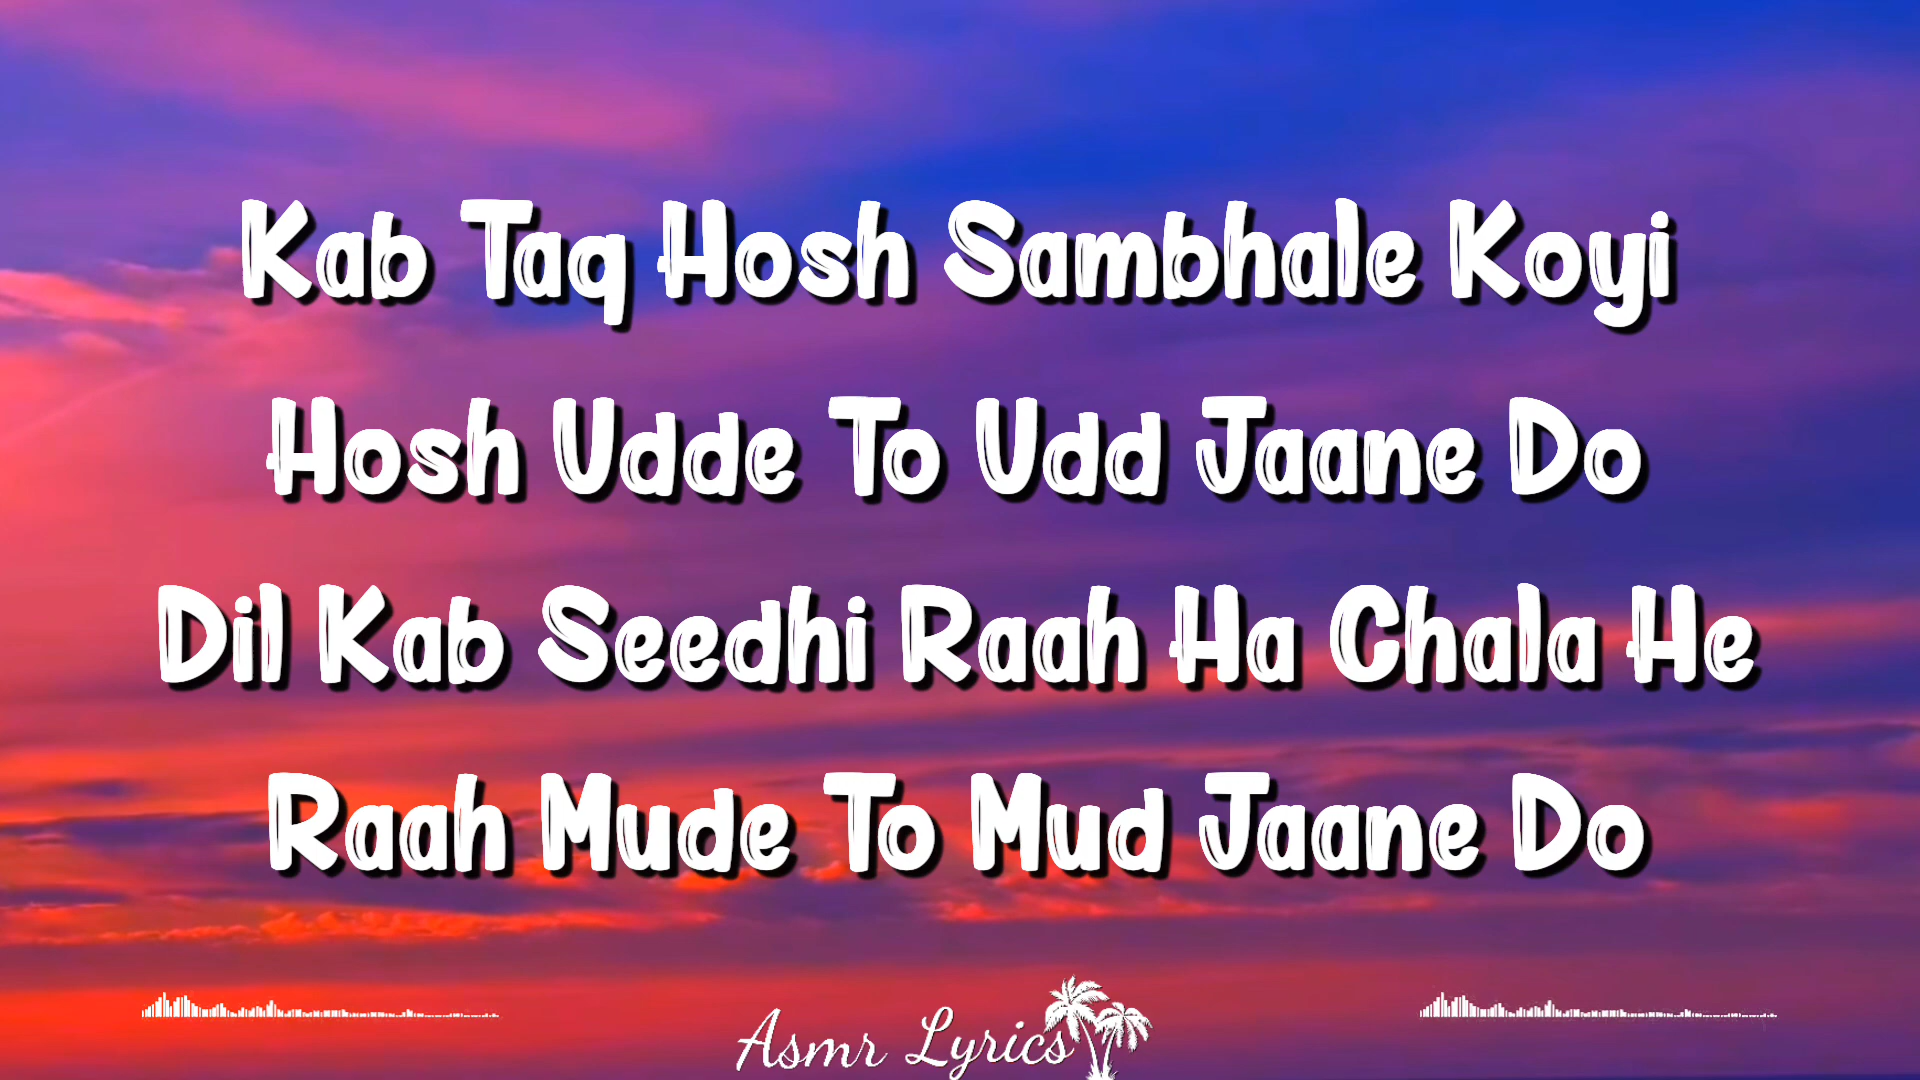 Kab Taq Hosh Sambhale Koyi
Hosh Udde To Udd Jaane Do
Dil Kab Seedhi Raah Ha Chala He
Raah Mude To Mud Jaane Do
Asmr Lyrics